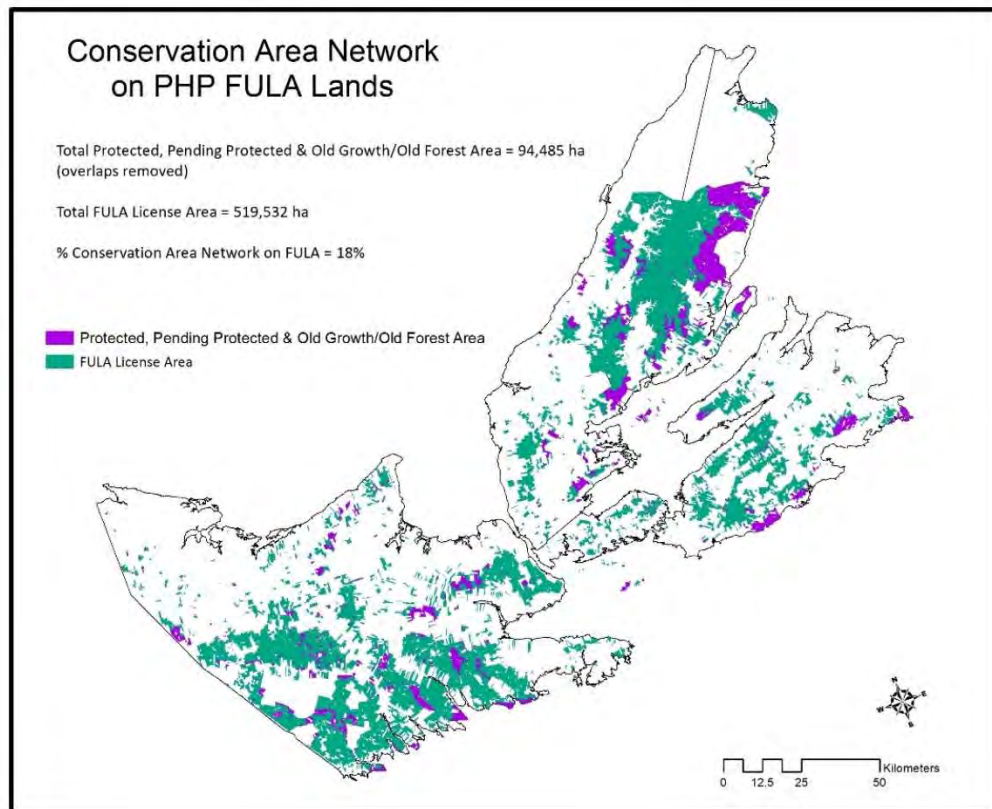 Conservation Area Network
on PHP FULA Lands
Total Protected, Pending Protected & Old Growth/Old Forest Area = 94,485 ha
(overlaps removed)
Total FULA License Area = 519,532 ha
% Conservation Area Network on FULA = 18%
Protected, Pending Protected & Old Growth/Old Forest Area
FULA License Area
N
E
S
W
Kilometers
0 12.5 25 50